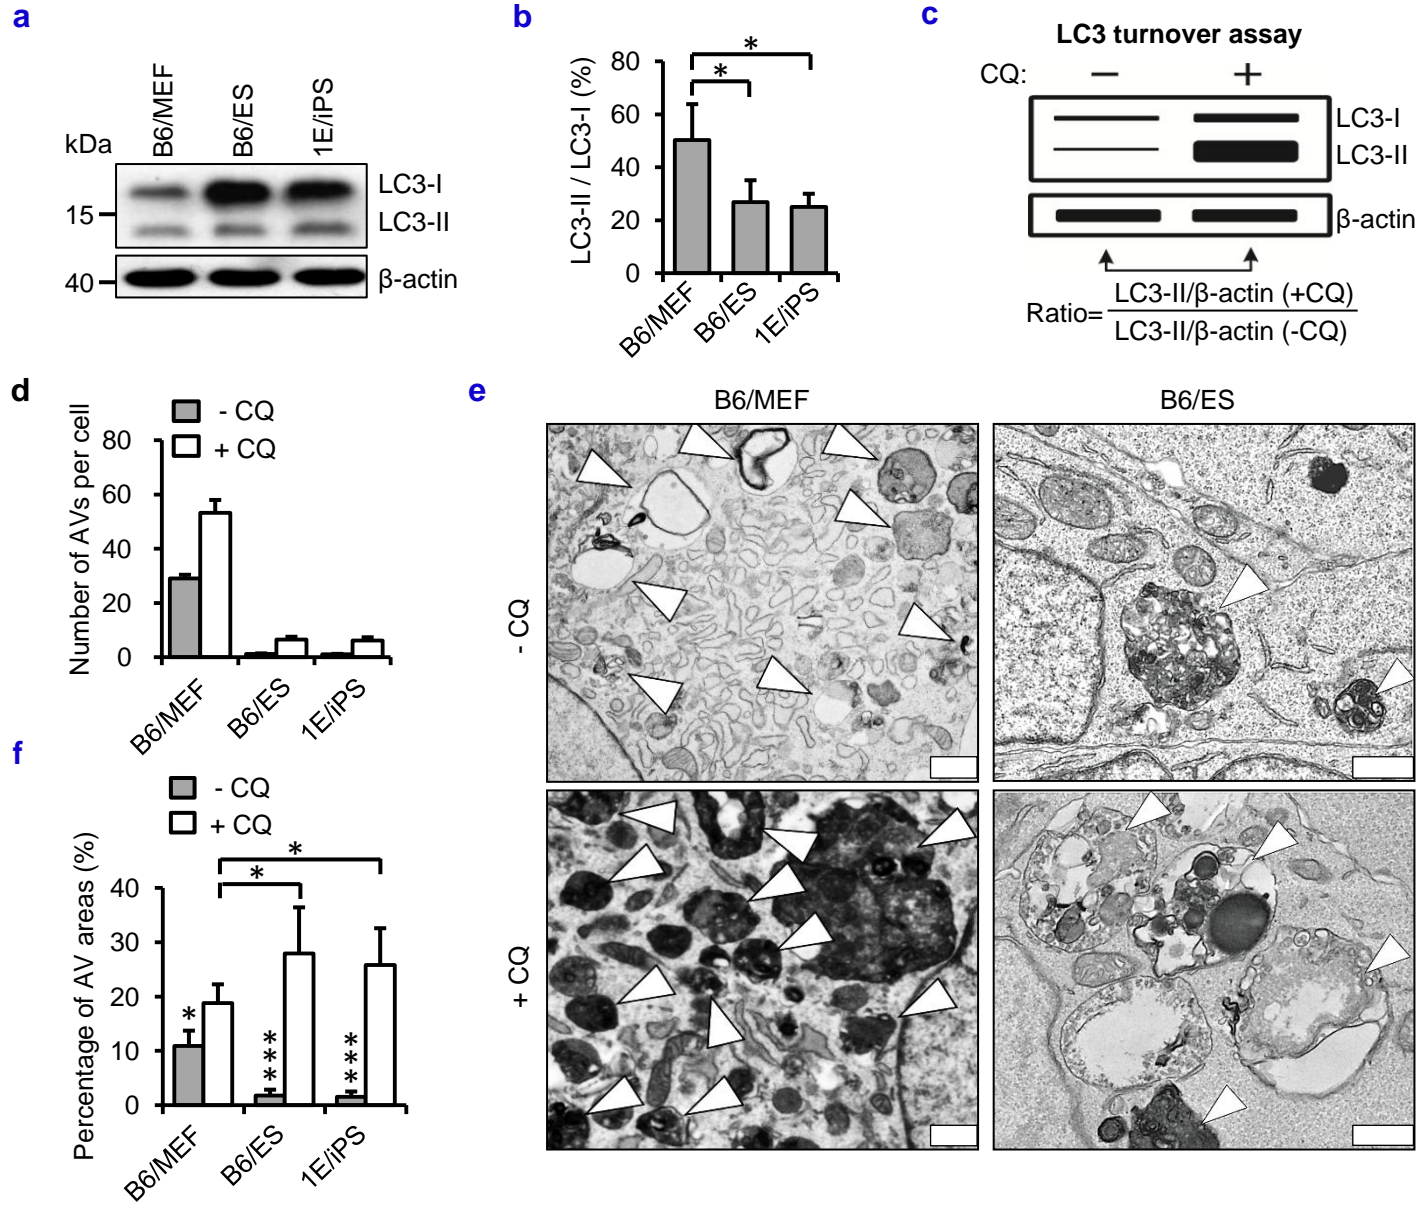 a
kDa
B6/MEF
B6/ES
1E/iPS
LC3-I
15
LC3-II
40
β-actin
b
LC3-II / LC3-I (%)
80
60
40
20
0
*
*
B6/MEF
B6/ES
1E/iPS
c
LC3 turnover assay
CQ: − +
LC3-I
LC3-II
β-actin
Ratio=
LC3-II/β-actin (+CQ)
LC3-II/β-actin (-CQ)
d
- CQ
+ CQ
Number of AVs per cell
80
60
40
20
0
B6/MEF
B6/ES
1E/iPS
e
B6/MEF
B6/ES
- CQ
+ CQ
f
- CQ
+ CQ
Percentage of AV areas (%)
40
30
20
10
0
*
*
*
***
***
B6/MEF
B6/ES
1E/iPS